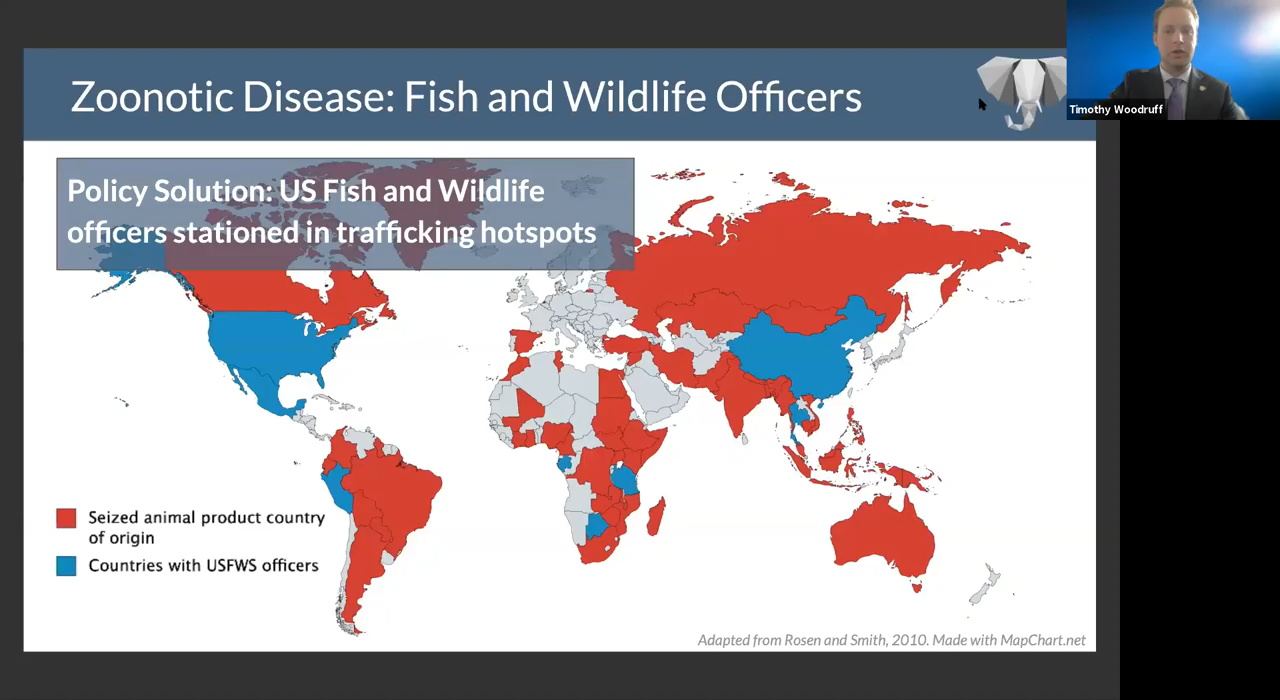 Zoonotic Disease: Fish and Wildlife Officers
Timothy Woodruff
Policy Solution: US Fish and Wildlife
officers stationed in trafficking hotspots
Seized animal product country
of origin
Countries with USFWS officers
Adapted from Rosen and Smith, 2010. Made with MapChart.net